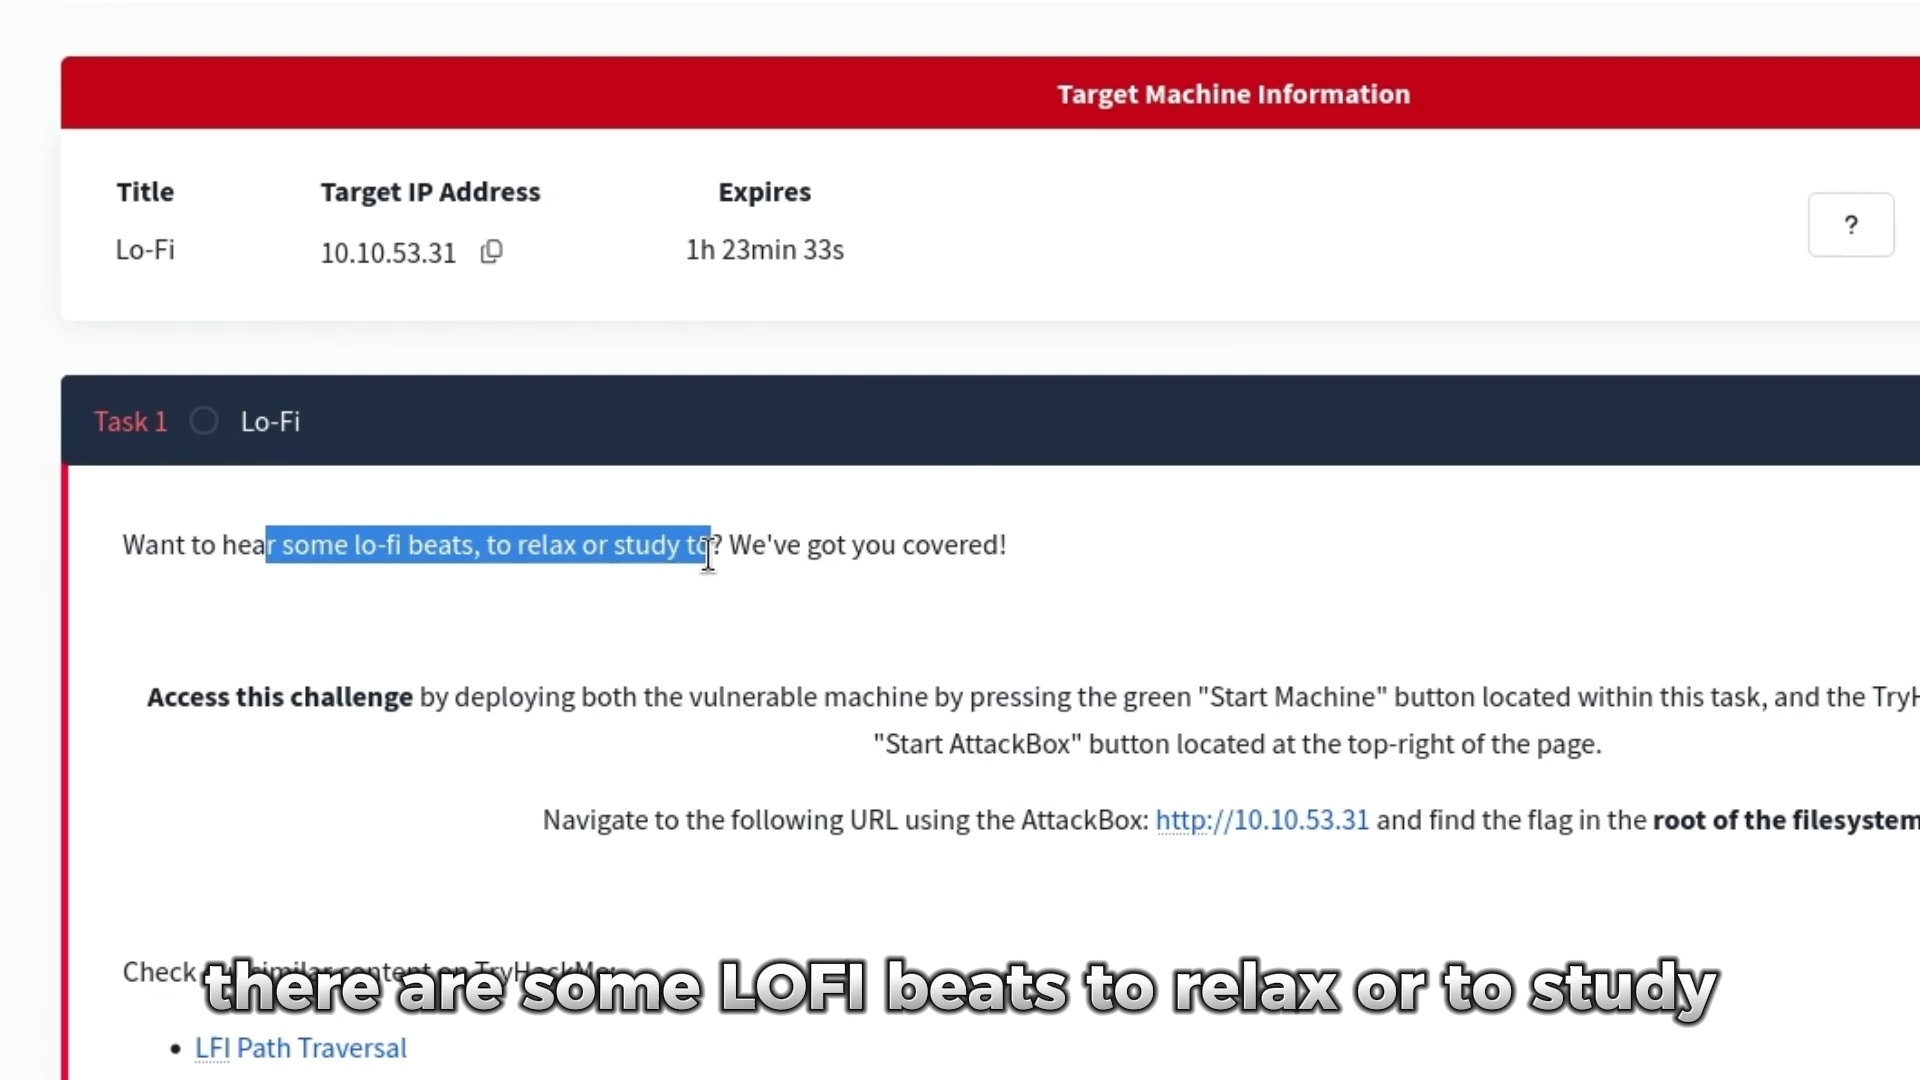 Target Machine Information
Title Target IP Address Expires
Lo-Fi 10.10.53.31 1h 23min 33s
?
Task 1 Lo-Fi
Want to hear some lo-fi beats, to relax or study to? We've got you covered!
Access this challenge by deploying both the vulnerable machine by pressing the green "Start Machine" button located within this task, and the TryH
"Start AttackBox" button located at the top-right of the page.
Navigate to the following URL using the AttackBox: http://10.10.53.31 and find the flag in the root of the filesystem
Check similar content on TryHackMe:
there are some LOFI beats to relax or to study
LFI Path Traversal